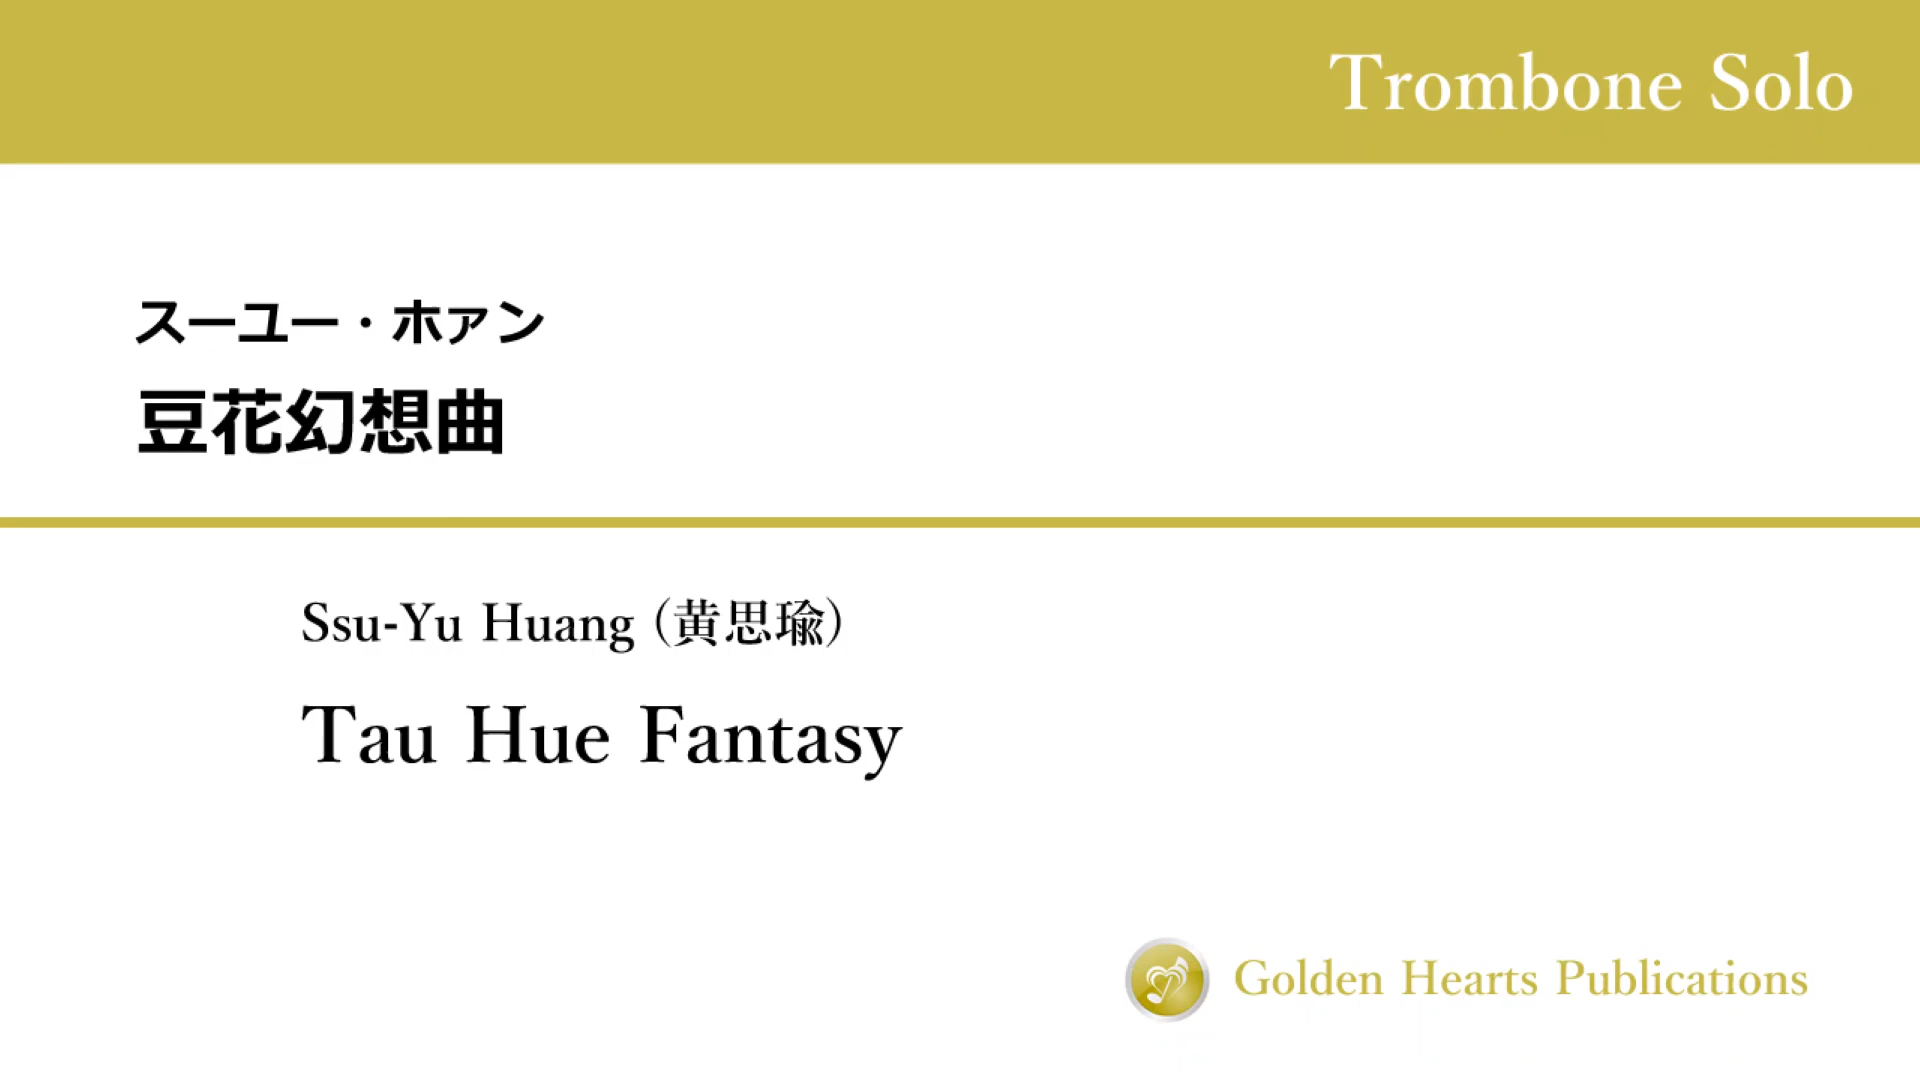 Trombone Solo
スーユー・ホァン
豆花幻想曲
Ssu-Yu Huang (黄思瑜)
Tau Hue Fantasy
Golden Hearts Publications